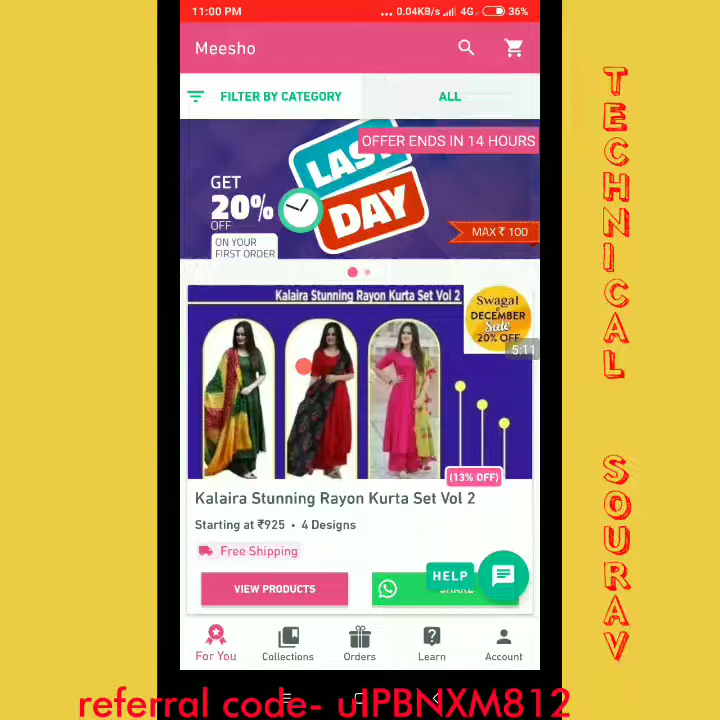 11:00 PM
... 0.04KB/s 4G 36%
Meesho
FILTER BY CATEGORY
ALL
OFFER ENDS IN 14 HOURS
LAST
DAY
GET
20%
OFF
ON YOUR
FIRST ORDER
MAX ₹ 100
Kalaira Stunning Rayon Kurta Set Vol 2
Swagat
DECEMBER
Sale
20% OFF
5:11
(13% OFF)
Kalaira Stunning Rayon Kurta Set Vol 2
Starting at ₹925 • 4 Designs
Free Shipping
HELP
VIEW PRODUCTS
SHARE
For You
Collections
Orders
Learn
Account
TECHNICAL SOURAV
referral code- uIPBNXM812